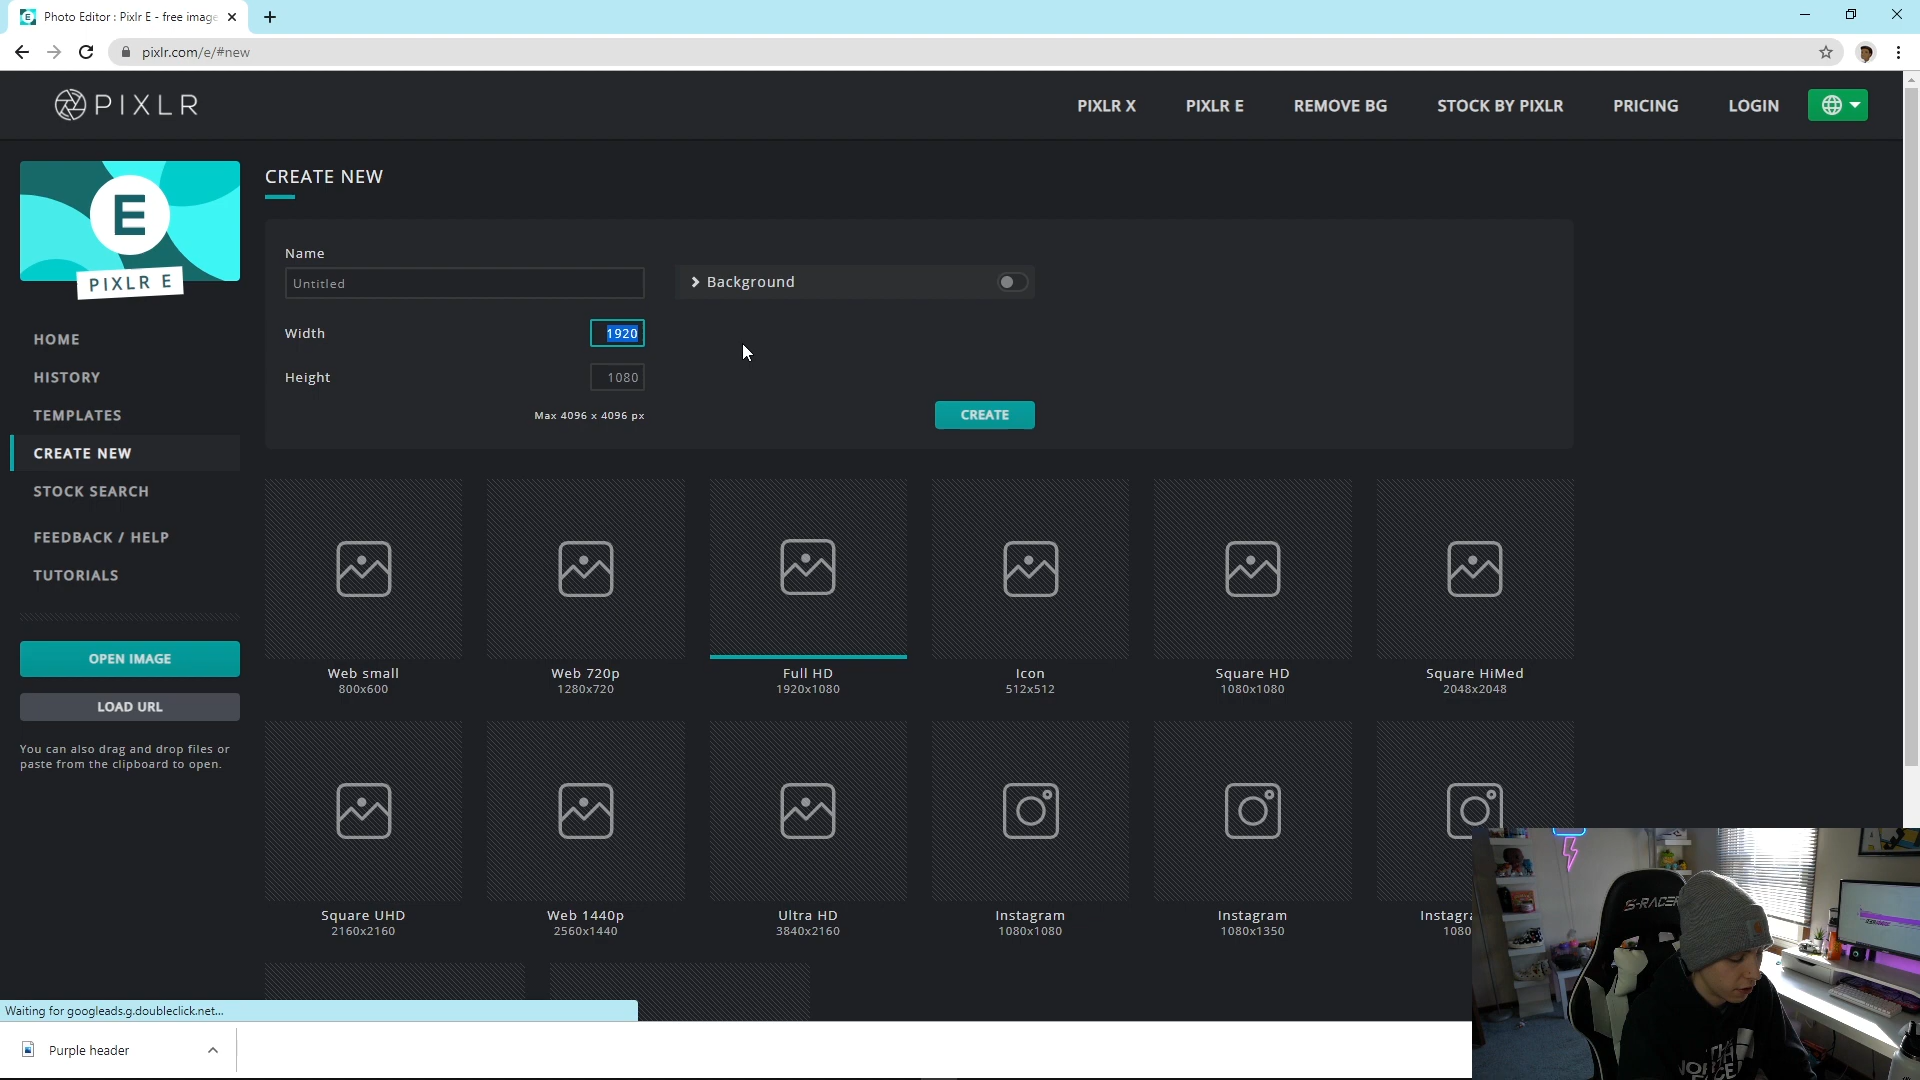 Photo Editor : Pixlr E - free image
pixlr.com/e/#new
PIXLR
PIXLR X
PIXLR E
REMOVE BG
STOCK BY PIXLR
PRICING
LOGIN
E
PIXLR E
HOME
HISTORY
TEMPLATES
CREATE NEW
STOCK SEARCH
FEEDBACK / HELP
TUTORIALS
OPEN IMAGE
LOAD URL
You can also drag and drop files or
paste from the clipboard to open.
CREATE NEW
Name
Untitled
Background
Width
1920
Height
1080
Max 4096 x 4096 px
CREATE
Web small
800x600
Web 720p
1280x720
Full HD
1920x1080
Icon
512x512
Square HD
1080x1080
Square HiMed
2048x2048
Square UHD
2160x2160
Web 1440p
2560x1440
Ultra HD
3840x2160
Instagram
1080x1080
Instagram
1080x1350
Instagra
1080
Waiting for googleads.g.doubleclick.net...
Purple header
S-RACER